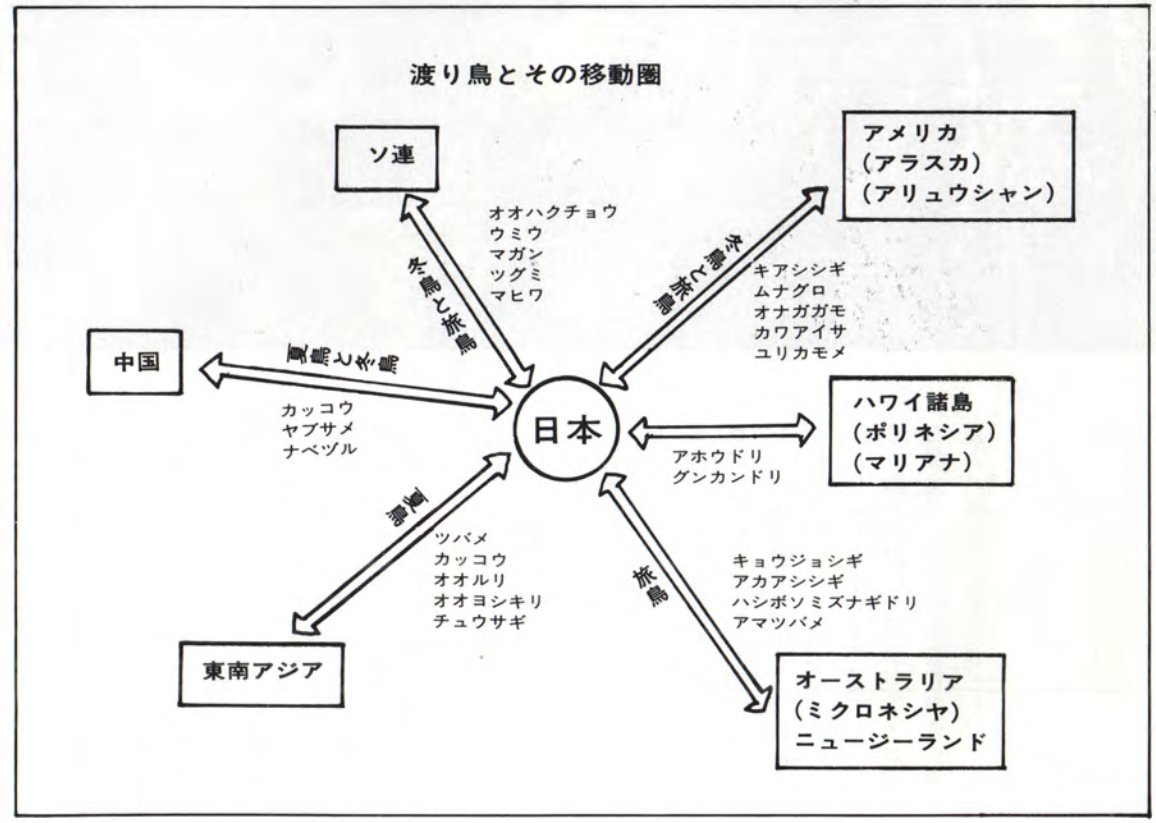 渡り鳥とその移動圏
ソ連
オオハクチョウ
ウミウ
マガン
ツグミ
マヒワ
冬鳥と旅鳥
アメリカ
(アラスカ)
(アリュウシャン)
冬鳥と旅鳥
キアシシギ
ムナグロ
オナガガモ
カワアイサ
ユリカモメ
中国
夏鳥と冬鳥
カッコウ
ヤブサメ
ナベヅル
日本
ハワイ諸島
(ポリネシア)
(マリアナ)
アホウドリ
グンカンドリ
夏鳥
ツバメ
カッコウ
オオルリ
オオヨシキリ
チュウサギ
東南アジア
旅鳥
キョウジョシギ
アカアシシギ
ハシボソミズナギドリ
アマツバメ
オーストラリア
(ミクロネシヤ)
ニュージーランド